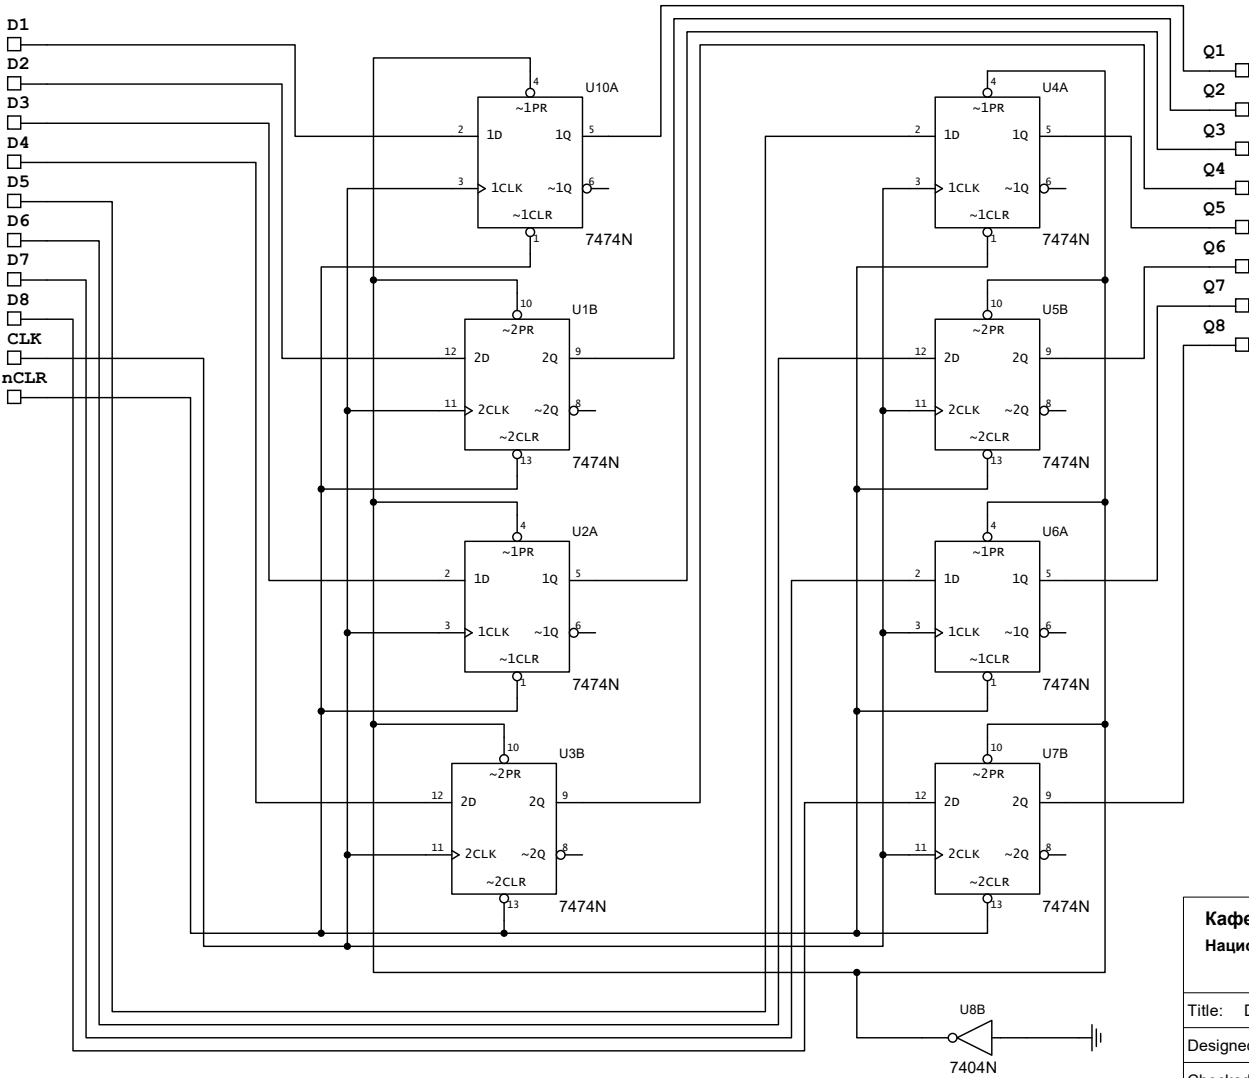 D1
D2
D3
D4
D5
D6
D7
D8
CLK
nCLR
4
U10A
~1PR
2 1D 1Q 5
3 1CLK ~1Q 6
~1CLR
1
7474N
10
U1B
~2PR
12 2D 2Q 9
11 2CLK ~2Q 8
~2CLR
13
7474N
4
U2A
~1PR
2 1D 1Q 5
3 1CLK ~1Q 6
~1CLR
1
7474N
10
U3B
~2PR
12 2D 2Q 9
11 2CLK ~2Q 8
~2CLR
13
7474N
4
U4A
~1PR
2 1D 1Q 5
3 1CLK ~1Q 6
~1CLR
1
7474N
10
U5B
~2PR
12 2D 2Q 9
11 2CLK ~2Q 8
~2CLR
13
7474N
4
U6A
~1PR
2 1D 1Q 5
3 1CLK ~1Q 6
~1CLR
1
7474N
10
U7B
~2PR
12 2D 2Q 9
11 2CLK ~2Q 8
~2CLR
13
7474N
U8B
7404N
Q1
Q2
Q3
Q4
Q5
Q6
Q7
Q8
Кафе
Нацис
Title:
Designed